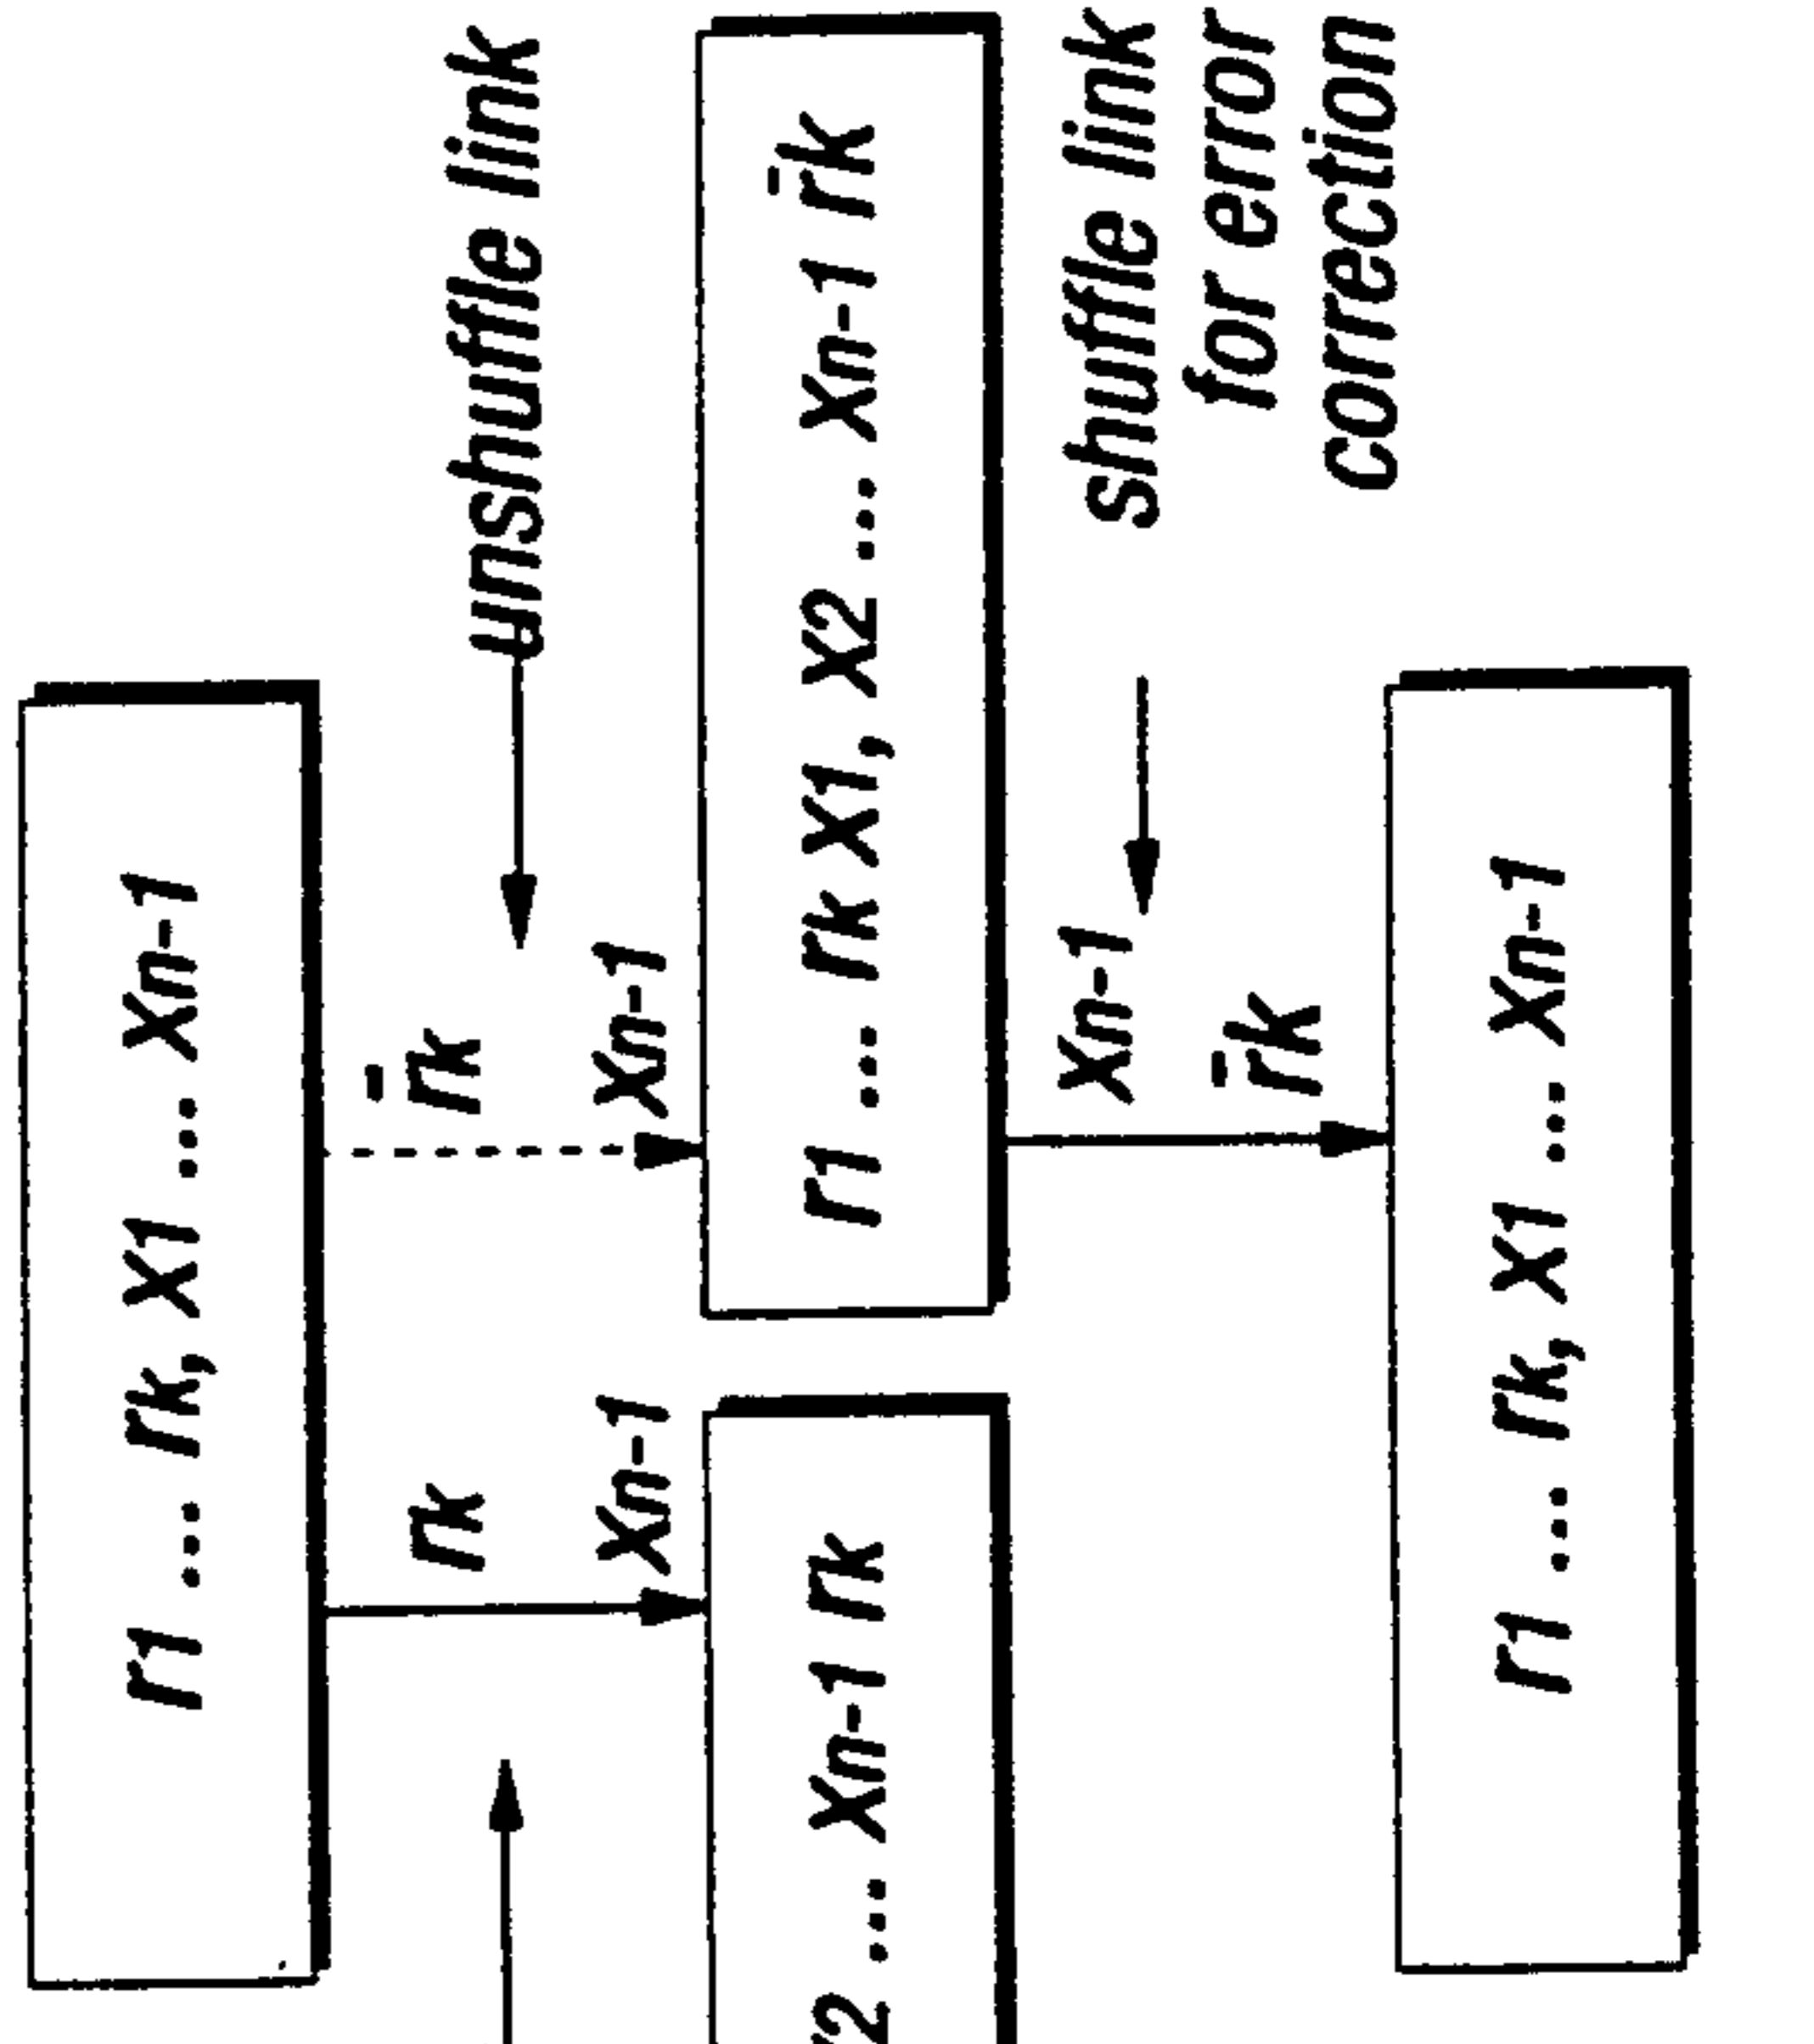 r1 ... rk, X1 ... Xn-1
rk
r̄k
unshuffle link
Xn-1
Xn-1
2 ... Xn-1 rk
r1 ... rk X1, X2 ... Xn-1 r̄k
Xn-1
r̄k
shuffle link
for error
correction
r1 ... rk, X1 ... Xn-1